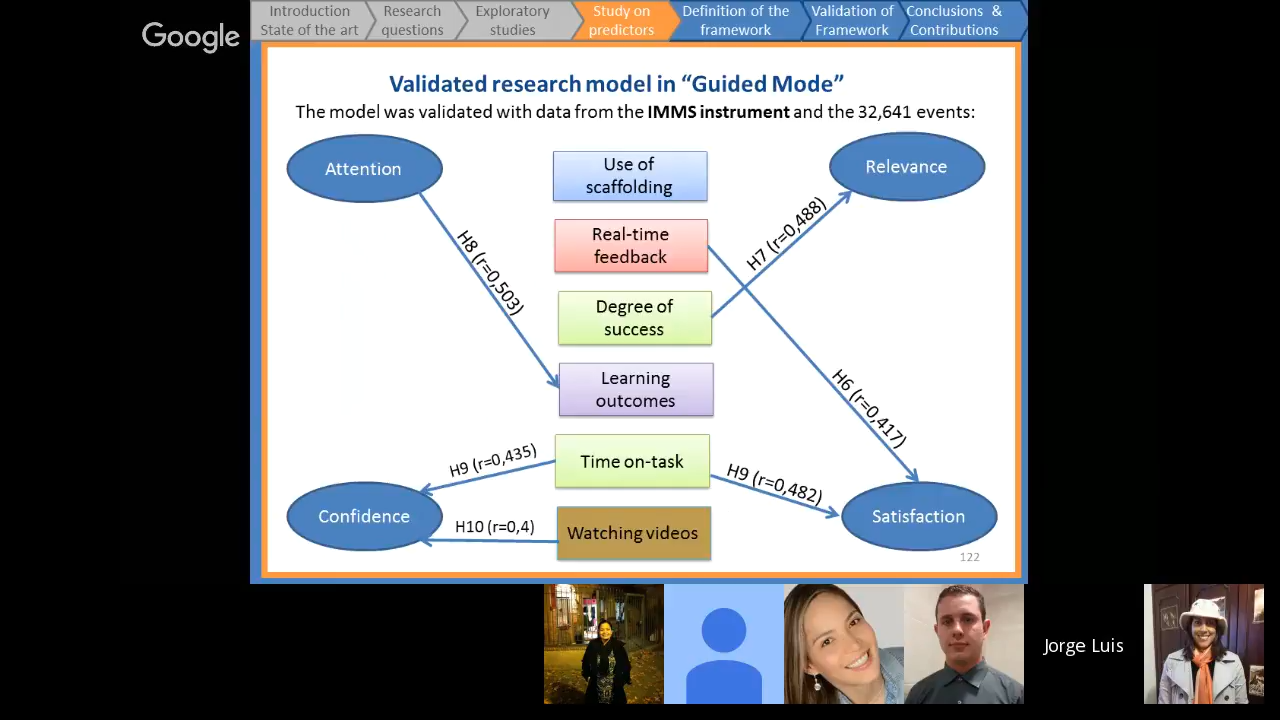 Google
Introduction
State of the art
Research
questions
Exploratory
studies
Study on
predictors
Definition of the
framework
Validation of
Framework
Conclusions &
Contributions
Validated research model in “Guided Mode”
The model was validated with data from the IMMS instrument and the 32,641 events:
Attention
Use of
scaffolding
Relevance
Real-time
feedback
H7 (r=0,488)
H8 (r=0,503)
Degree of
success
Learning
outcomes
H6 (r=0,417)
H9 (r=0,435)
Time on-task
H9 (r=0,482)
Confidence
H10 (r=0,4)
Watching videos
Satisfaction
122
Jorge Luis